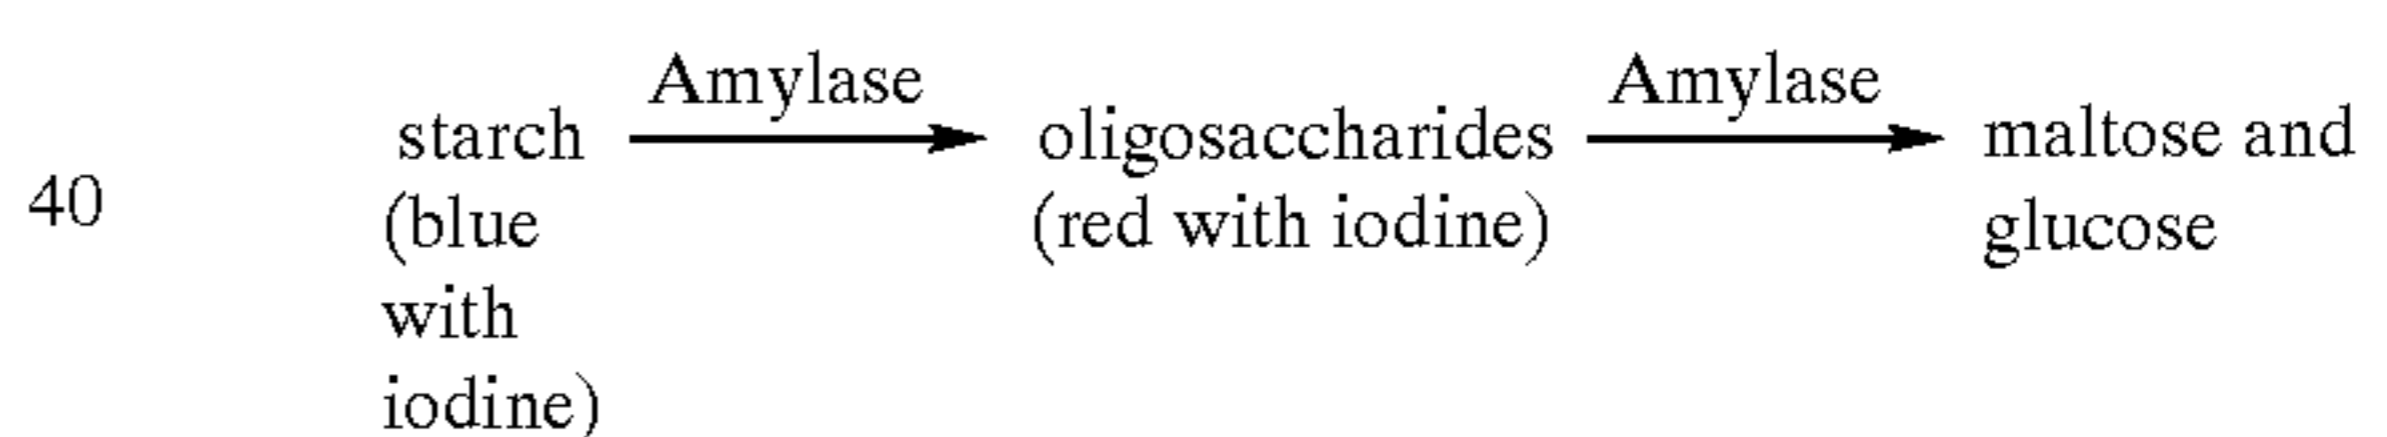 Amylase Amylase
starch oligosaccharides maltose and
40 (blue (red with iodine) glucose
with
iodine)